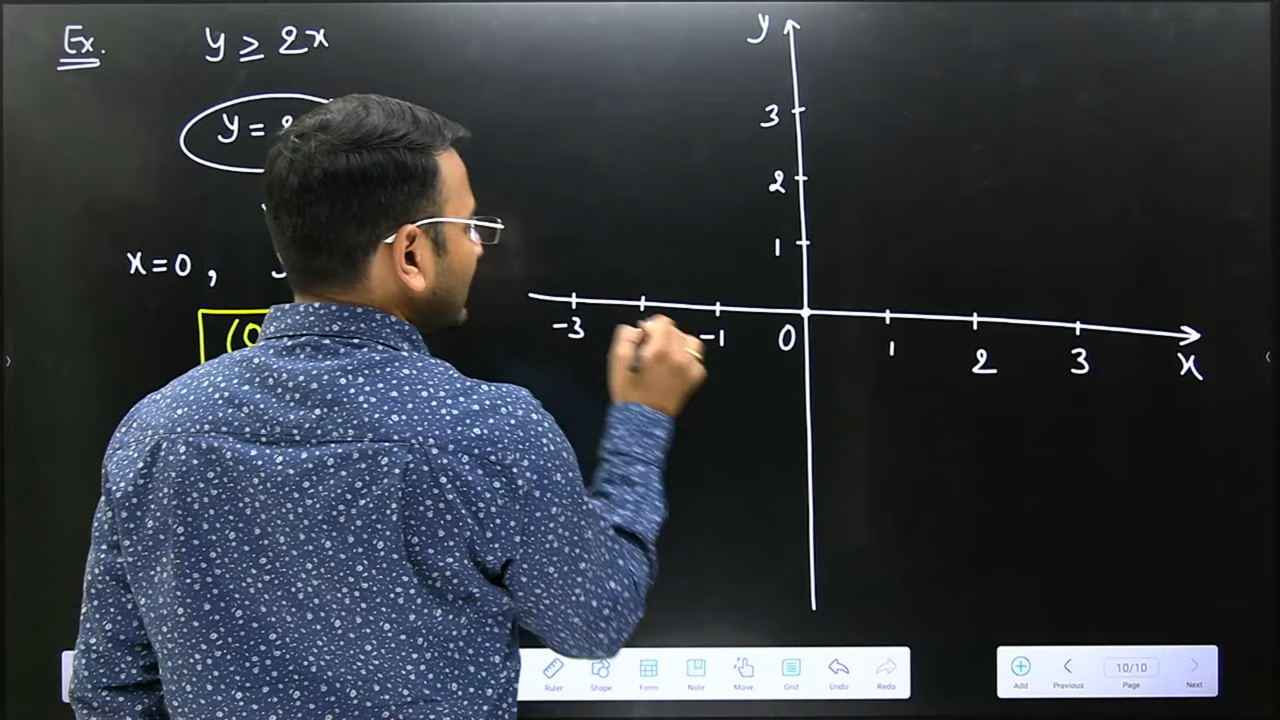 Ex. y ≥ 2x
y =
x=0 ,
(0
y
3
2
1
-3 -1 0 1 2 3 x
Ruler Shape Form Note Move Grid Undo Redo
Add Previous 10/10 Page Next